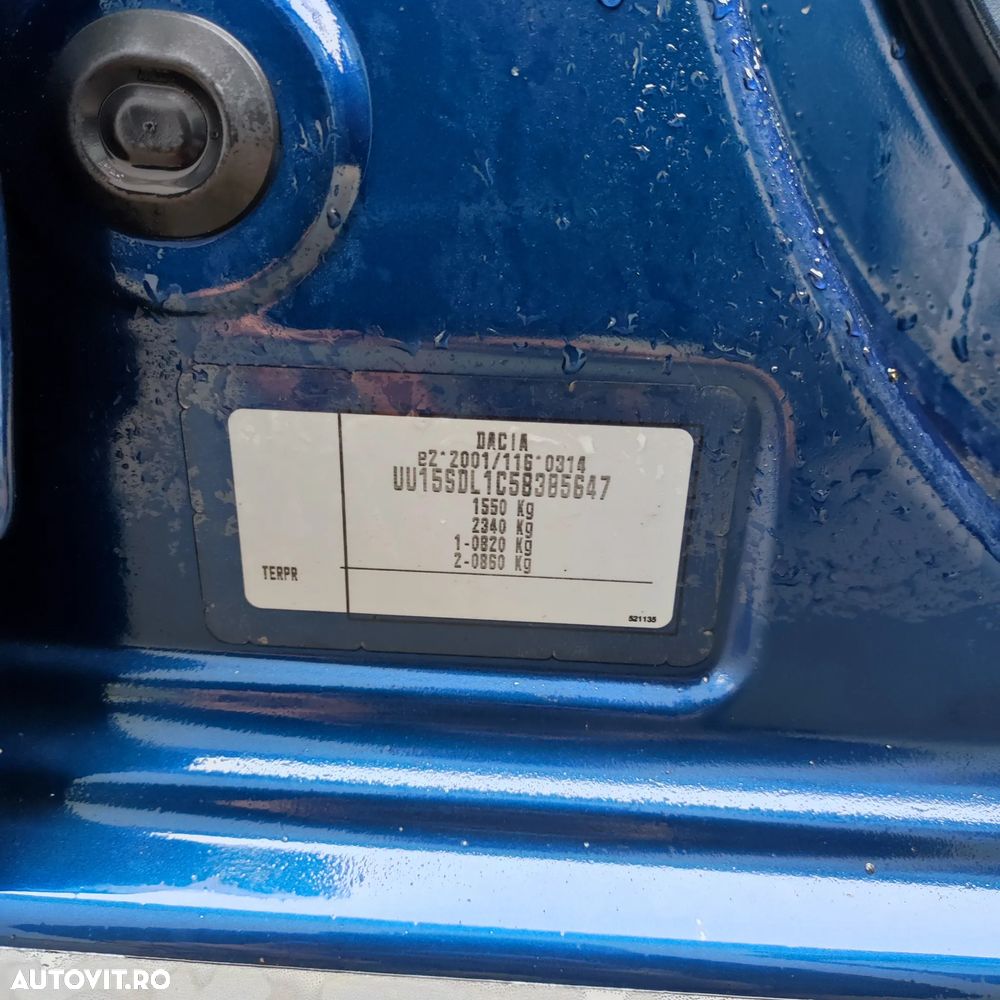 DACIA
e2*2001/116*0314
UU15SDL1C58385647
1550 Kg
2340 Kg
1-0820 Kg
2-0860 Kg
TERPR
521135
AUTOVIT.RO